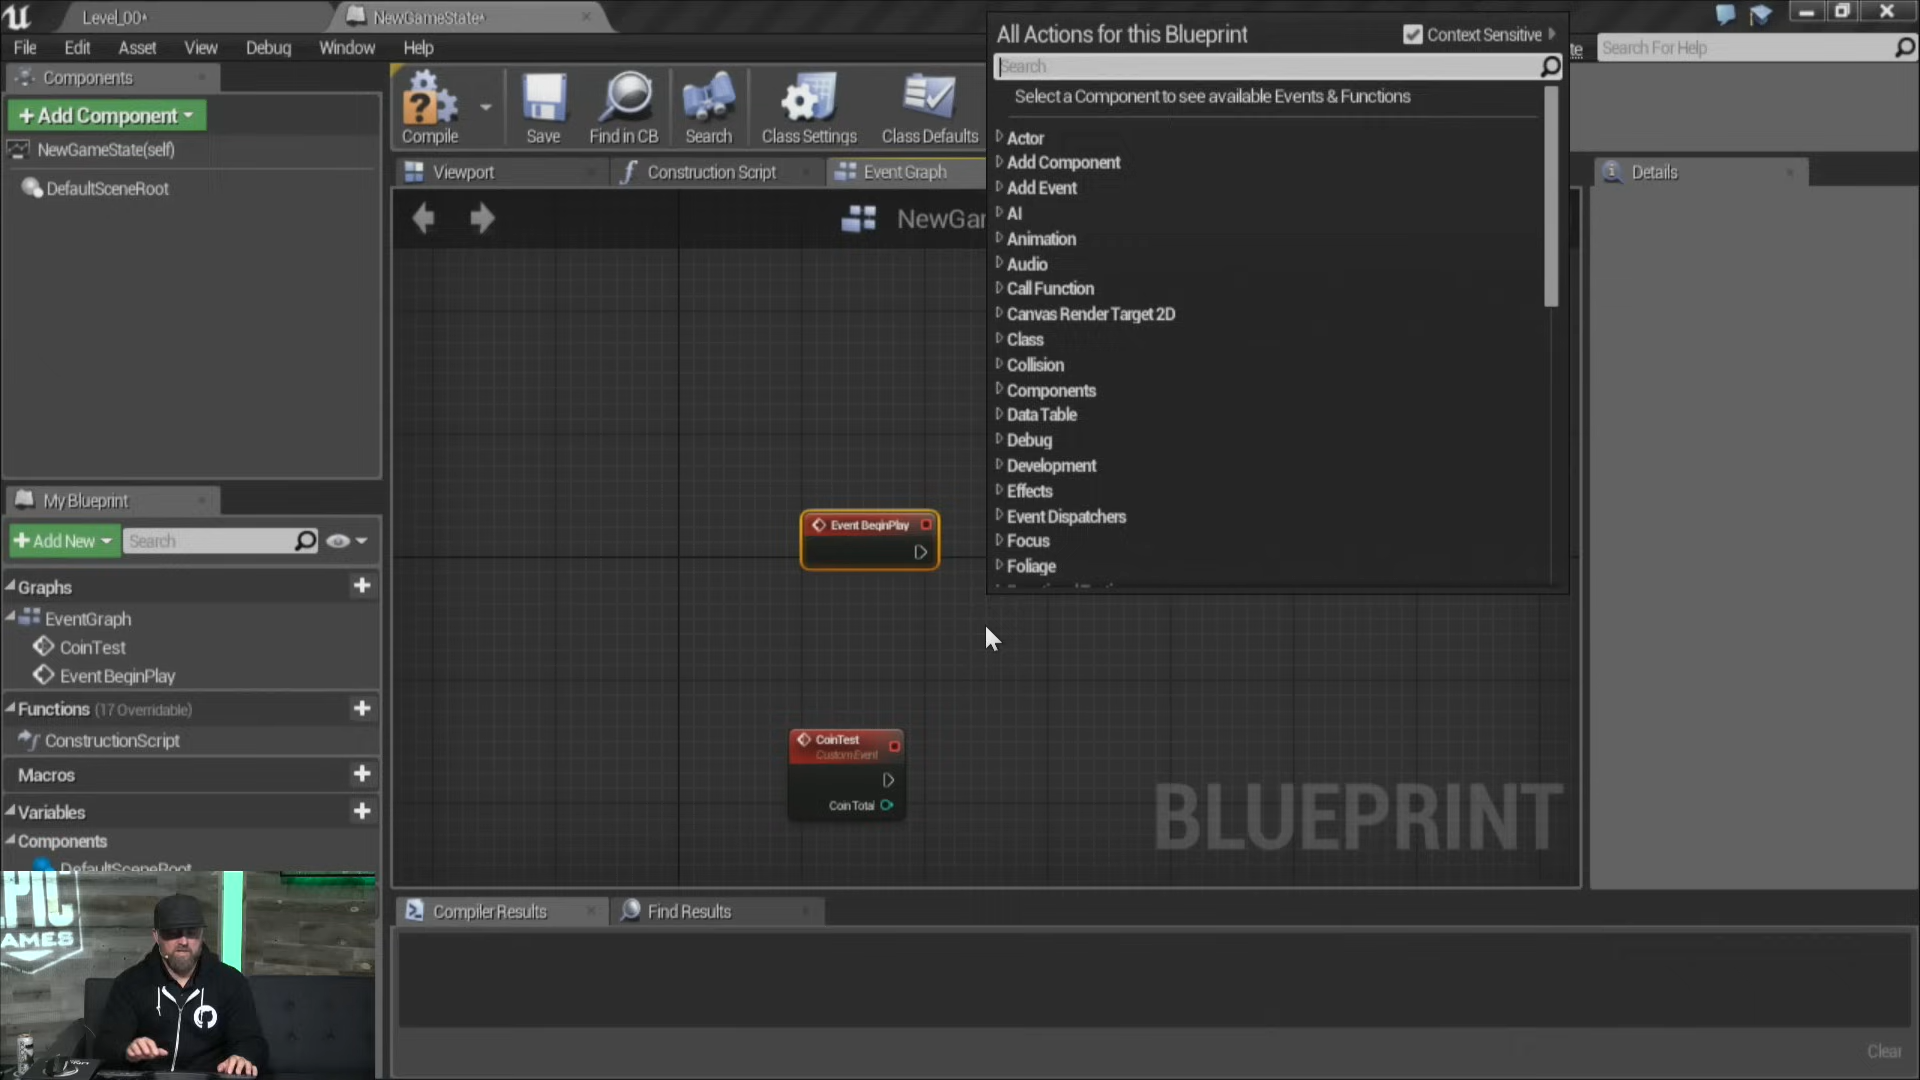 Level_00*
NewGameState*
File
Edit
Asset
View
Debug
Window
Help
Search For Help
Components
+ Add Component
NewGameState(self)
DefaultSceneRoot
Compile
Save
Find in CB
Search
Class Settings
Class Defaults
Viewport
Construction Script
Event Graph
NewGam
All Actions for this Blueprint
Context Sensitive
Search
Select a Component to see available Events & Functions
Actor
Add Component
Add Event
AI
Animation
Audio
Call Function
Canvas Render Target 2D
Class
Collision
Components
Data Table
Debug
Development
Effects
Event Dispatchers
Focus
Foliage
Details
My Blueprint
+ Add New
Search
Graphs
EventGraph
CoinTest
Event BeginPlay
Functions (17 Overridable)
ConstructionScript
Macros
Variables
Components
DefaultSceneRoot
Event BeginPlay
CoinTest
Custom Event
Coin Total
BLUEPRINT
Compiler Results
Find Results
Clear
EPIC
GAMES